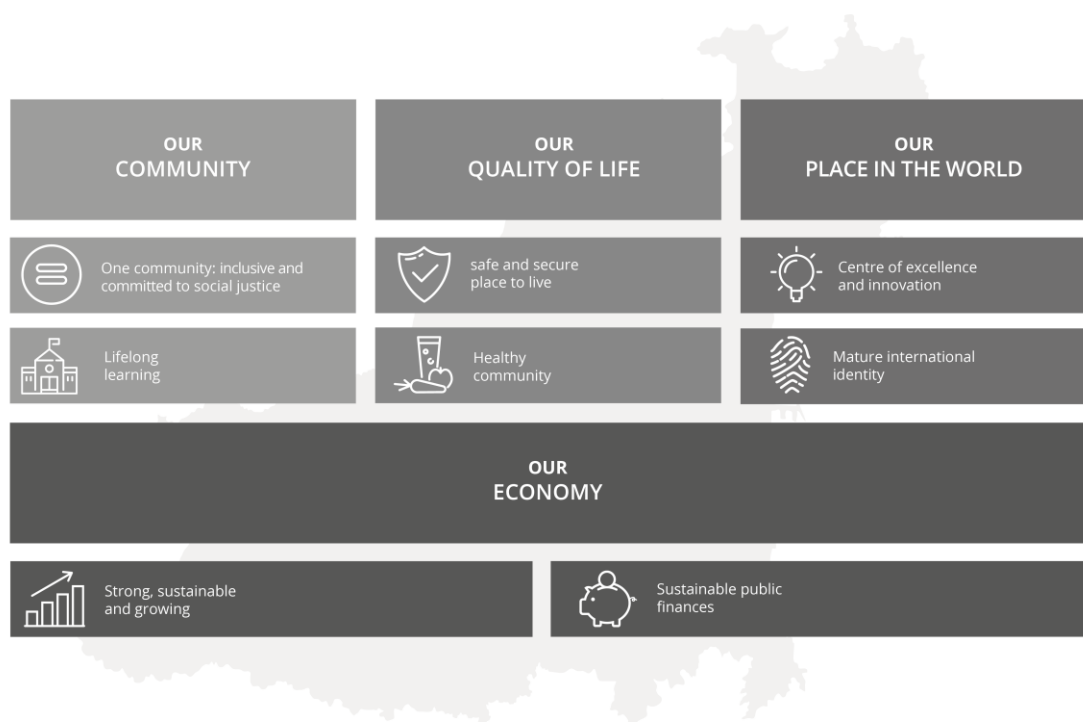 OUR
COMMUNITY
One community: inclusive and
committed to social justice
Lifelong
learning
OUR
QUALITY OF LIFE
safe and secure
place to live
Healthy
community
OUR
PLACE IN THE WORLD
Centre of excellence
and innovation
Mature international
identity
OUR
ECONOMY
Strong, sustainable
and growing
Sustainable public
finances